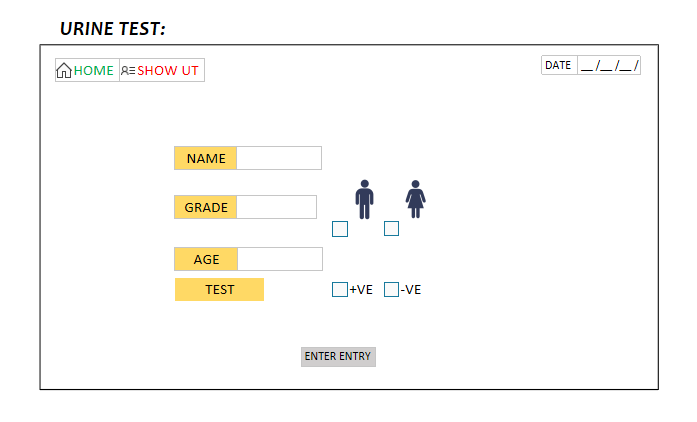 URINE TEST:
HOME SHOW UT
DATE __/__/__/
NAME
GRADE
AGE
TEST +VE -VE
ENTER ENTRY